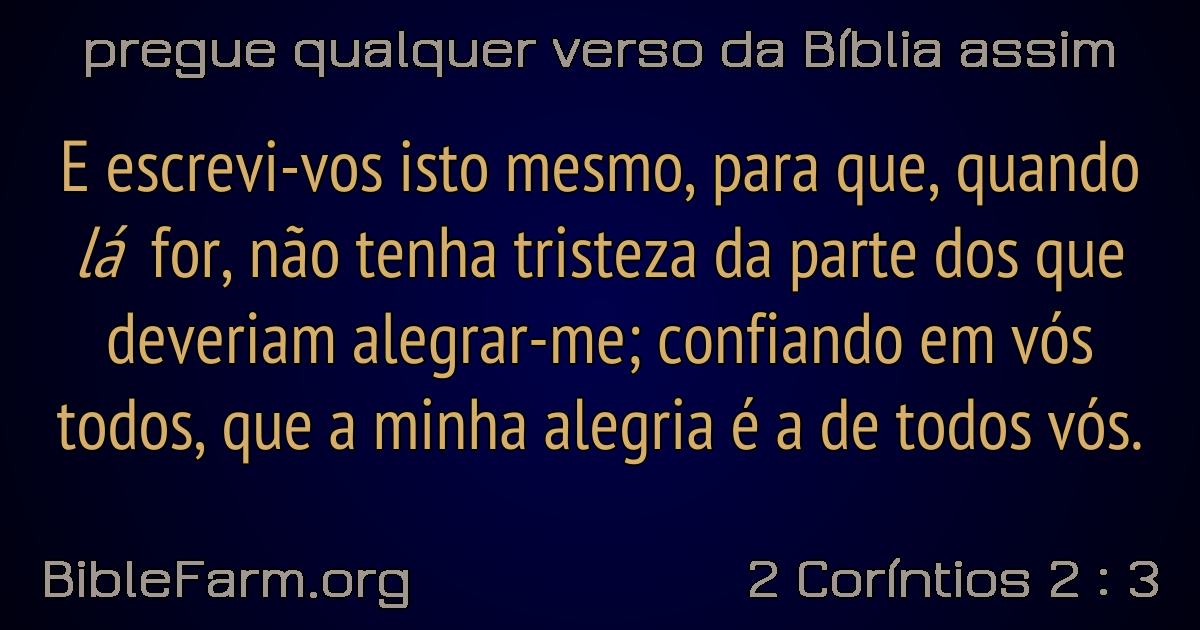 pregue qualquer verso da Bíblia assim
E escrevi-vos isto mesmo, para que, quando
lá for, não tenha tristeza da parte dos que
deveriam alegrar-me; confiando em vós
todos, que a minha alegria é a de todos vós.
BibleFarm.org
2 Coríntios 2 : 3